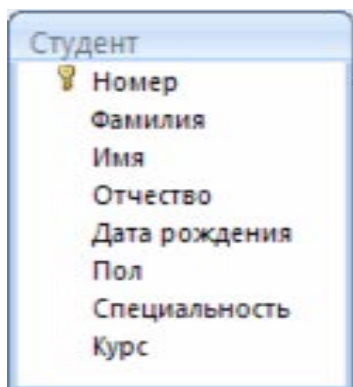 Студент
Номер
Фамилия
Имя
Отчество
Дата рождения
Пол
Специальность
Курс